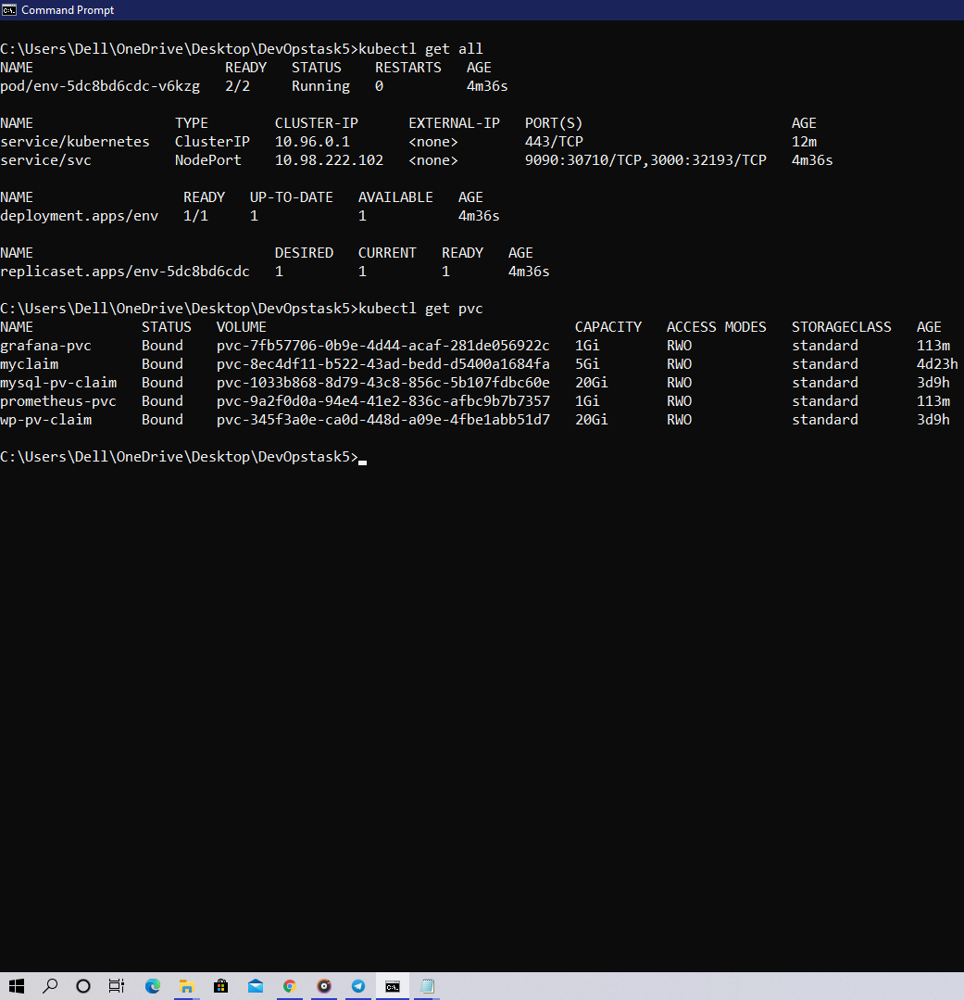 Command Prompt
C:\Users\Dell\OneDrive\Desktop\DevOpstask5>kubectl get all
NAME                       READY   STATUS    RESTARTS   AGE
pod/env-5dc8bd6cdc-v6kzg   2/2     Running   0          4m36s
NAME                 TYPE        CLUSTER-IP      EXTERNAL-IP   PORT(S)                         AGE
service/kubernetes   ClusterIP   10.96.0.1       <none>        443/TCP                         12m
service/svc          NodePort    10.98.222.102   <none>        9090:30710/TCP,3000:32193/TCP   4m36s
NAME                  READY   UP-TO-DATE   AVAILABLE   AGE
deployment.apps/env   1/1     1            1           4m36s
NAME                             DESIRED   CURRENT   READY   AGE
replicaset.apps/env-5dc8bd6cdc   1         1         1       4m36s
C:\Users\Dell\OneDrive\Desktop\DevOpstask5>kubectl get pvc
NAME             STATUS   VOLUME                                     CAPACITY   ACCESS MODES   STORAGECLASS   AGE
grafana-pvc      Bound    pvc-7fb57706-0b9e-4d44-acaf-281de056922c   1Gi        RWO            standard       113m
myclaim          Bound    pvc-8ec4df11-b522-43ad-bedd-d5400a1684fa   5Gi        RWO            standard       4d23h
mysql-pv-claim   Bound    pvc-1033b868-8d79-43c8-856c-5b107fdbc60e   20Gi       RWO            standard       3d9h
prometheus-pvc   Bound    pvc-9a2f0d0a-94e4-41e2-836c-afbc9b7b7357   1Gi        RWO            standard       113m
wp-pv-claim      Bound    pvc-345f3a0e-ca0d-448d-a09e-4fbe1abb51d7   20Gi       RWO            standard       3d9h
C:\Users\Dell\OneDrive\Desktop\DevOpstask5>